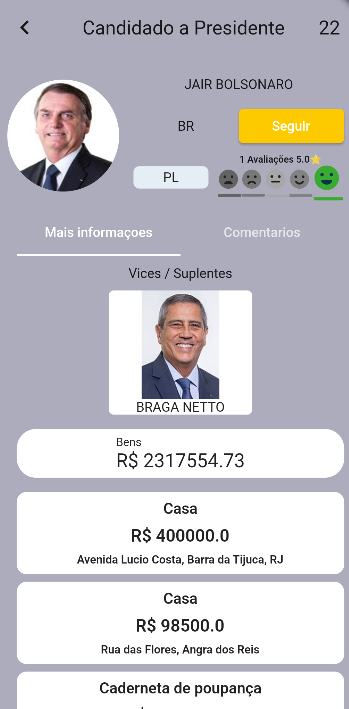 Candidado a Presidente 22
JAIR BOLSONARO
BR
Seguir
1 Avaliações 5.0⭐
PL
Mais informaçoes
Comentarios
Vices / Suplentes
BRAGA NETTO
Bens
R$ 2317554.73
Casa
R$ 400000.0
Avenida Lucio Costa, Barra da Tijuca, RJ
Casa
R$ 98500.0
Rua das Flores, Angra dos Reis
Caderneta de poupança